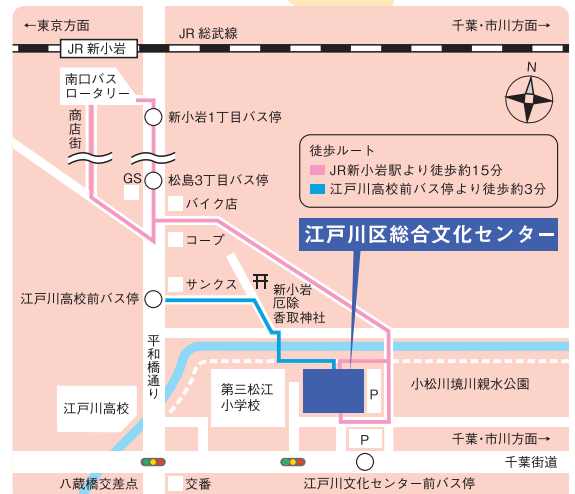 ←東京方面
JR 総武線
千葉・市川方面→
JR 新小岩
南口バス
ロータリー
N
商店街
新小岩1丁目バス停
徒歩ルート
JR新小岩駅より徒歩約15分
江戸川高校前バス停より徒歩約3分
GS
松島3丁目バス停
バイク店
江戸川区総合文化センター
コープ
サンクス
江戸川高校前バス停
新小岩
厄除
香取神社
平和橋通り
江戸川高校
第三松江
小学校
P
小松川境川親水公園
P
千葉・市川方面→
千葉街道
八蔵橋交差点
交番
江戸川文化センター前バス停